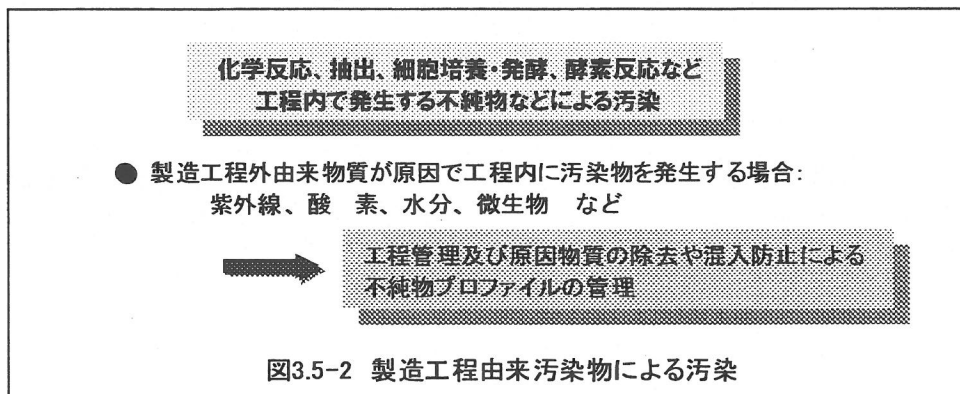 化学反応、抽出、細胞培養・発酵、酵素反応など
工程内で発生する不純物などによる汚染
● 製造工程外由来物質が原因で工程内に汚染物を発生する場合:
紫外線、酸　素、水分、微生物　など
工程管理及び原因物質の除去や混入防止による
不純物プロファイルの管理
図3.5-2 製造工程由来汚染物による汚染